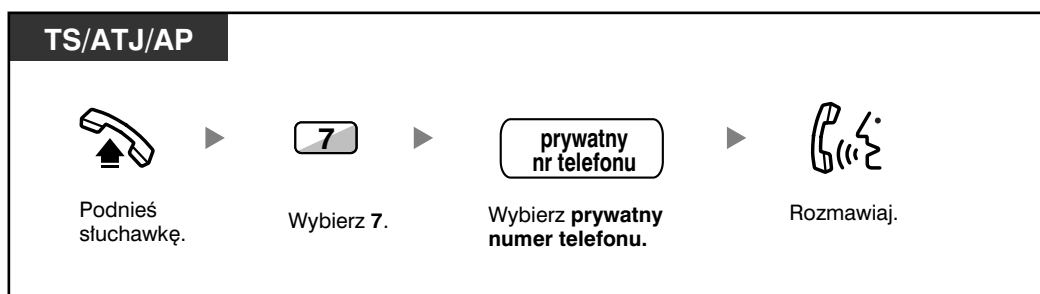 TS/ATJ/AP
7
prywatny
nr telefonu
Podnieś
słuchawkę.
Wybierz 7.
Wybierz prywatny
numer telefonu.
Rozmawiaj.